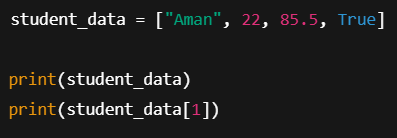 student_data = ["Aman", 22, 85.5, True]
print(student_data)
print(student_data[1])